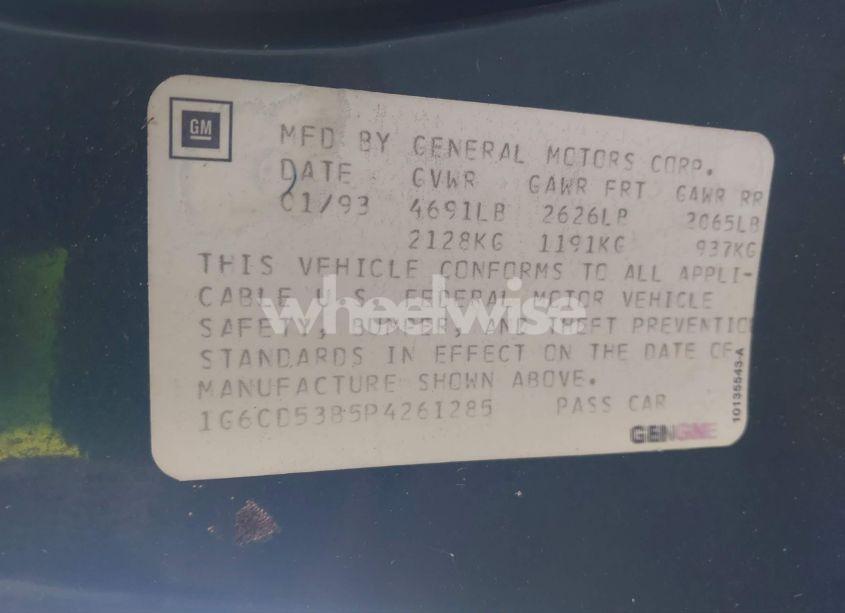 GM
MFD BY GENERAL MOTORS CORP.
DATE GVWR GAWR FRT GAWR RR
01/93 4691LB 2626LB 2065LB
2128KG 1191KG 937KG
THIS VEHICLE CONFORMS TO ALL APPLI-
CABLE U.S. FEDERAL MOTOR VEHICLE
SAFETY, BUMPER, AND THEFT PREVENTIO
STANDARDS IN EFFECT ON THE DATE OF
MANUFACTURE SHOWN ABOVE.
1G6CD53B5P4261285 PASS CAR
GEN GNE
10135543-A
wheelwise